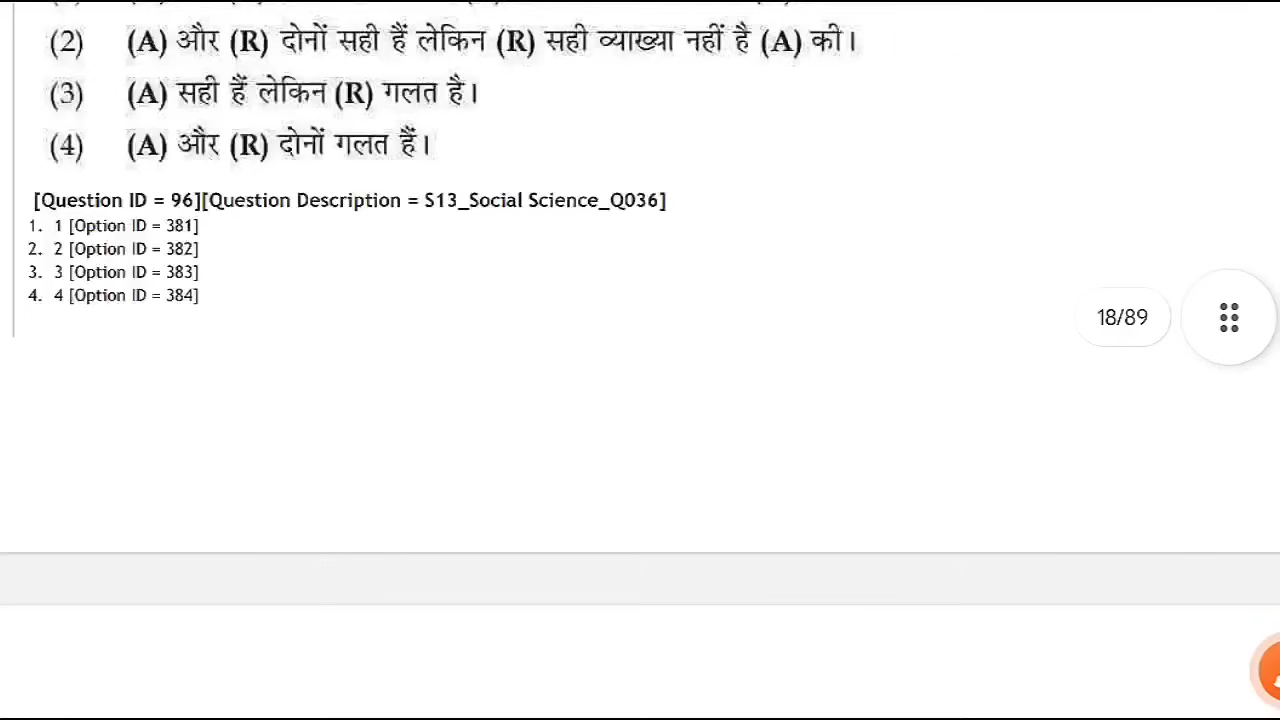 (2) (A) और (R) दोनों सही हैं लेकिन (R) सही व्याख्या नहीं है (A) की।
(3) (A) सही हैं लेकिन (R) गलत है।
(4) (A) और (R) दोनों गलत हैं।
[Question ID = 96][Question Description = S13_Social Science_Q036]
1. 1 [Option ID = 381]
2. 2 [Option ID = 382]
3. 3 [Option ID = 383]
4. 4 [Option ID = 384]
18/89